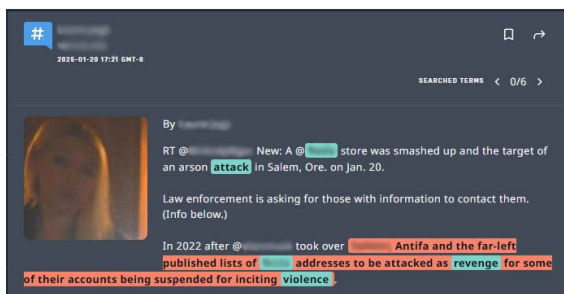 #
2025-01-20 17:21 GMT-8
SEARCHED TERMS < 0/6 >
By
RT @ New: A @ store was smashed up and the target of
an arson attack in Salem, Ore. on Jan. 20.
Law enforcement is asking for those with information to contact them.
(Info below.)
In 2022 after @ took over Antifa and the far-left
published lists of addresses to be attacked as revenge for some
of their accounts being suspended for inciting violence .